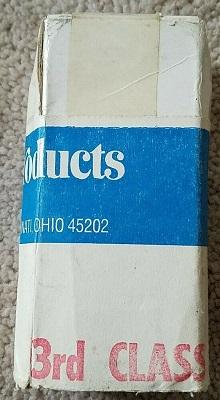 oducts
NATI, OHIO 45202
3rd CLASS